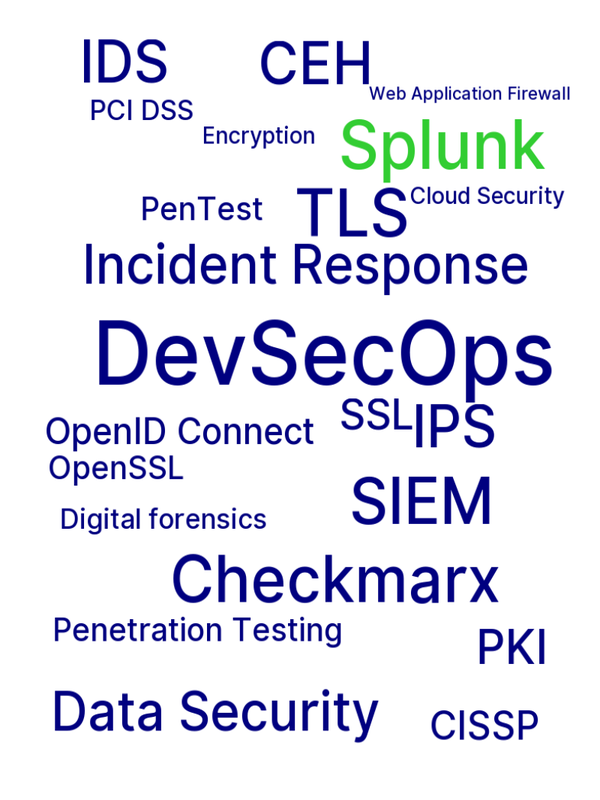 IDS
CEH
Web Application Firewall
PCI DSS
Encryption
Splunk
Cloud Security
PenTest
TLS
Incident Response
DevSecOps
SSL
IPS
OpenID Connect
OpenSSL
SIEM
Digital forensics
Checkmarx
Penetration Testing
PKI
Data Security
CISSP